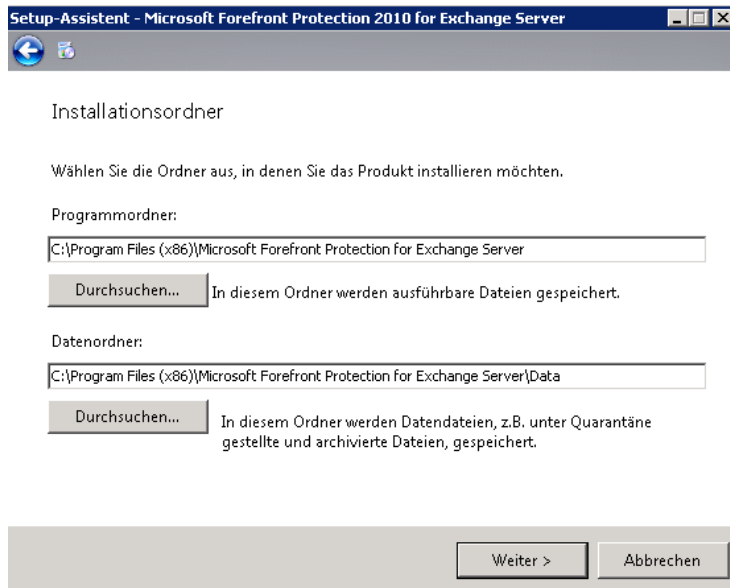 Setup-Assistent - Microsoft Forefront Protection 2010 for Exchange Server
Installationsordner
Wählen Sie die Ordner aus, in denen Sie das Produkt installieren möchten.
Programmordner:
C:\Program Files (x86)\Microsoft Forefront Protection for Exchange Server
Durchsuchen... In diesem Ordner werden ausführbare Dateien gespeichert.
Datenordner:
C:\Program Files (x86)\Microsoft Forefront Protection for Exchange Server\Data
Durchsuchen... In diesem Ordner werden Datendateien, z.B. unter Quarantäne
gestellte und archivierte Dateien, gespeichert.
Weiter > Abbrechen